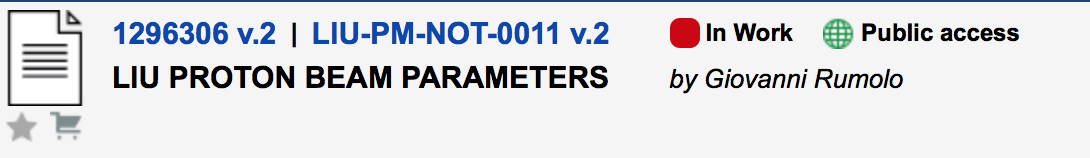 1296306 v.2 | LIU-PM-NOT-0011 v.2 In Work Public access
LIU PROTON BEAM PARAMETERS by Giovanni Rumolo